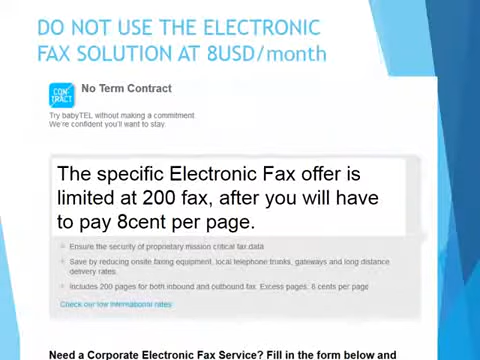 DO NOT USE THE ELECTRONIC
FAX SOLUTION AT 8USD/month
CON
TRACT
No Term Contract
Try babyTEL without making a commitment
We're confident you'll want to stay.
The specific Electronic Fax offer is
limited at 200 fax, after you will have
to pay 8cent per page.
Ensure the security of proprietary mission critical fax data
Save by reducing onsite faxing equipment, local telephone trunks, gateways and long distance
delivery rates.
Includes 200 pages for both inbound and outbound fax. Excess pages: 8 cents per page
Check our low international rates
Need a Corporate Electronic Fax Service? Fill in the form below and